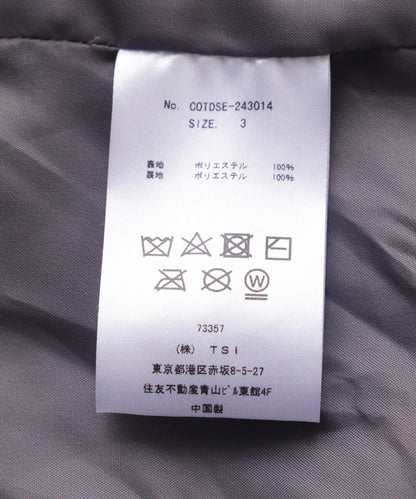 No. COTDSE-243014
SIZE. 3
表地 ポリエステル 100%
裏地 ポリエステル 100%
W
73357
(株) TSI
東京都港区赤坂8-5-27
住友不動産青山ビル東館4F
中国製